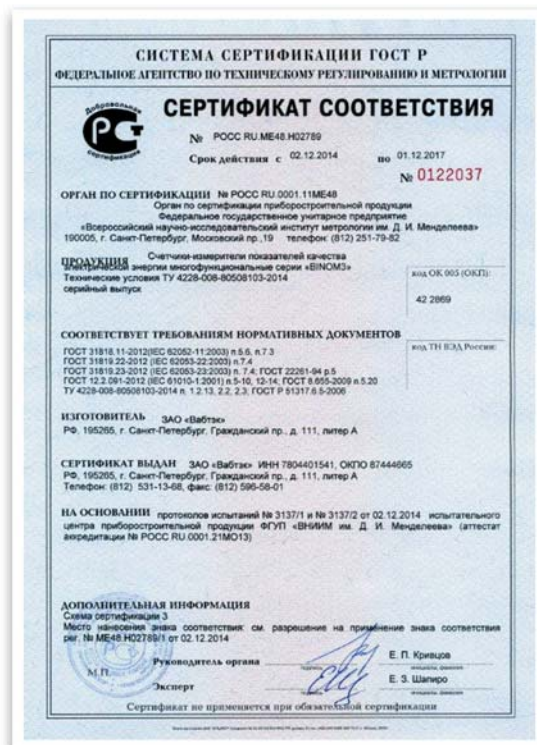 СИСТЕМА СЕРТИФИКАЦИИ ГОСТ Р
ФЕДЕРАЛЬНОЕ АГЕНТСТВО ПО ТЕХНИЧЕСКОМУ РЕГУЛИРОВАНИЮ И МЕТРОЛОГИИ
Добровольная
сертификация
СЕРТИФИКАТ СООТВЕТСТВИЯ
№ РОСС RU.ME48.H02789
Срок действия с 02.12.2014 по 01.12.2017
№ 0122037
ОРГАН ПО СЕРТИФИКАЦИИ № РОСС RU.0001.11МЕ48
Орган по сертификации приборостроительной продукции
Федеральное государственное унитарное предприятие
«Всероссийский научно-исследовательский институт метрологии им. Д. И. Менделеева»
190005, г. Санкт-Петербург, Московский пр.,19 телефон: (812) 251-79-82
ПРОДУКЦИЯ Счетчики-измерители показателей качества
электрической энергии многофункциональные серии «BINOM3»
Технические условия ТУ 4228-008-80508103-2014
серийный выпуск
код ОК 005 (ОКП):
42 2869
СООТВЕТСТВУЕТ ТРЕБОВАНИЯМ НОРМАТИВНЫХ ДОКУМЕНТОВ
код ТН ВЭД России:
ГОСТ 31818.11-2012(IEC 62052-11:2003) п.5.6, п.7.3
ГОСТ 31819.22-2012 (IEC 62053-22:2003) п.7.4
ГОСТ 31819.23-2012 (IEC 62053-23:2003) п. 7.4; ГОСТ 22261-94 р.5
ГОСТ 12.2.091-2012 (IEC 61010-1:2001) п.5-10, 12-14; ГОСТ 8.655-2009 п.5.20
ТУ 4228-008-80508103-2014 п. 1.2.13, 2.2, 2.3; ГОСТ Р 51317.6.5-2006
ИЗГОТОВИТЕЛЬ ЗАО «Вабтэк»
РФ, 195265, г. Санкт-Петербург, Гражданский пр., д. 111, литер А
СЕРТИФИКАТ ВЫДАН ЗАО «Вабтэк» ИНН 7804401541, ОКПО 87444665
РФ, 195265, г. Санкт-Петербург, Гражданский пр., д. 111, литер А
Телефон: (812) 531-13-68, факс: (812) 596-58-01
НА ОСНОВАНИИ протоколов испытаний № 3137/1 и № 3137/2 от 02.12.2014 испытательного
центра приборостроительной продукции ФГУП «ВНИИМ им. Д. И. Менделеева» (аттестат
аккредитации № РОСС RU.0001.21МО13)
ДОПОЛНИТЕЛЬНАЯ ИНФОРМАЦИЯ
Схема сертификации 3
Место нанесения знака соответствия: см. разрешение на применение знака соответствия
рег. № МЕ48.Н02789/1 от 02.12.2014
М.П.
Руководитель органа
Е. П. Кривцов
подпись
инициалы, фамилия
Эксперт
Е. З. Шапиро
подпись
инициалы, фамилия
Сертификат не применяется при обязательной сертификации